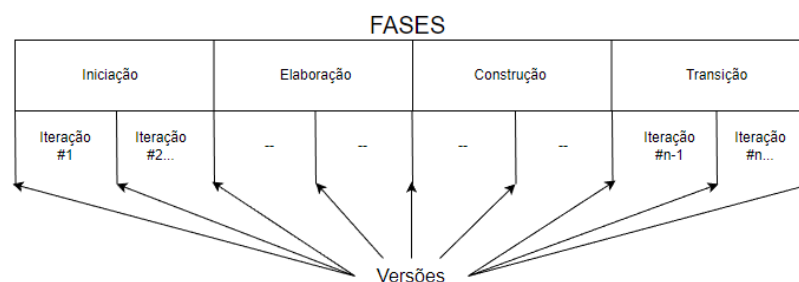 FASES
Iniciação Elaboração Construção Transição
Iteração Iteração -- -- -- -- Iteração Iteração
#1 #2... #n-1 #n...
Versões